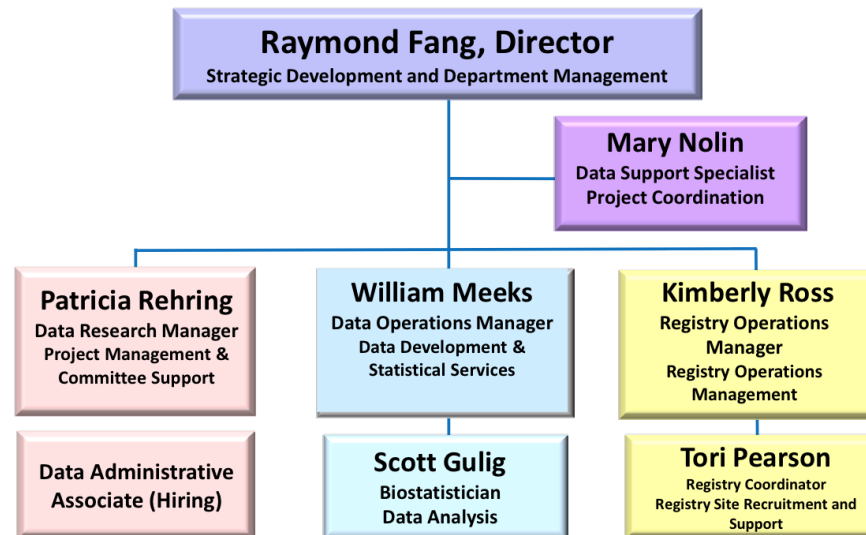 Raymond Fang, Director
Strategic Development and Department Management
Mary Nolin
Data Support Specialist
Project Coordination
Patricia Rehring
Data Research Manager
Project Management &
Committee Support
William Meeks
Data Operations Manager
Data Development &
Statistical Services
Kimberly Ross
Registry Operations
Manager
Registry Operations
Management
Data Administrative
Associate (Hiring)
Scott Gulig
Biostatistician
Data Analysis
Tori Pearson
Registry Coordinator
Registry Site Recruitment and
Support